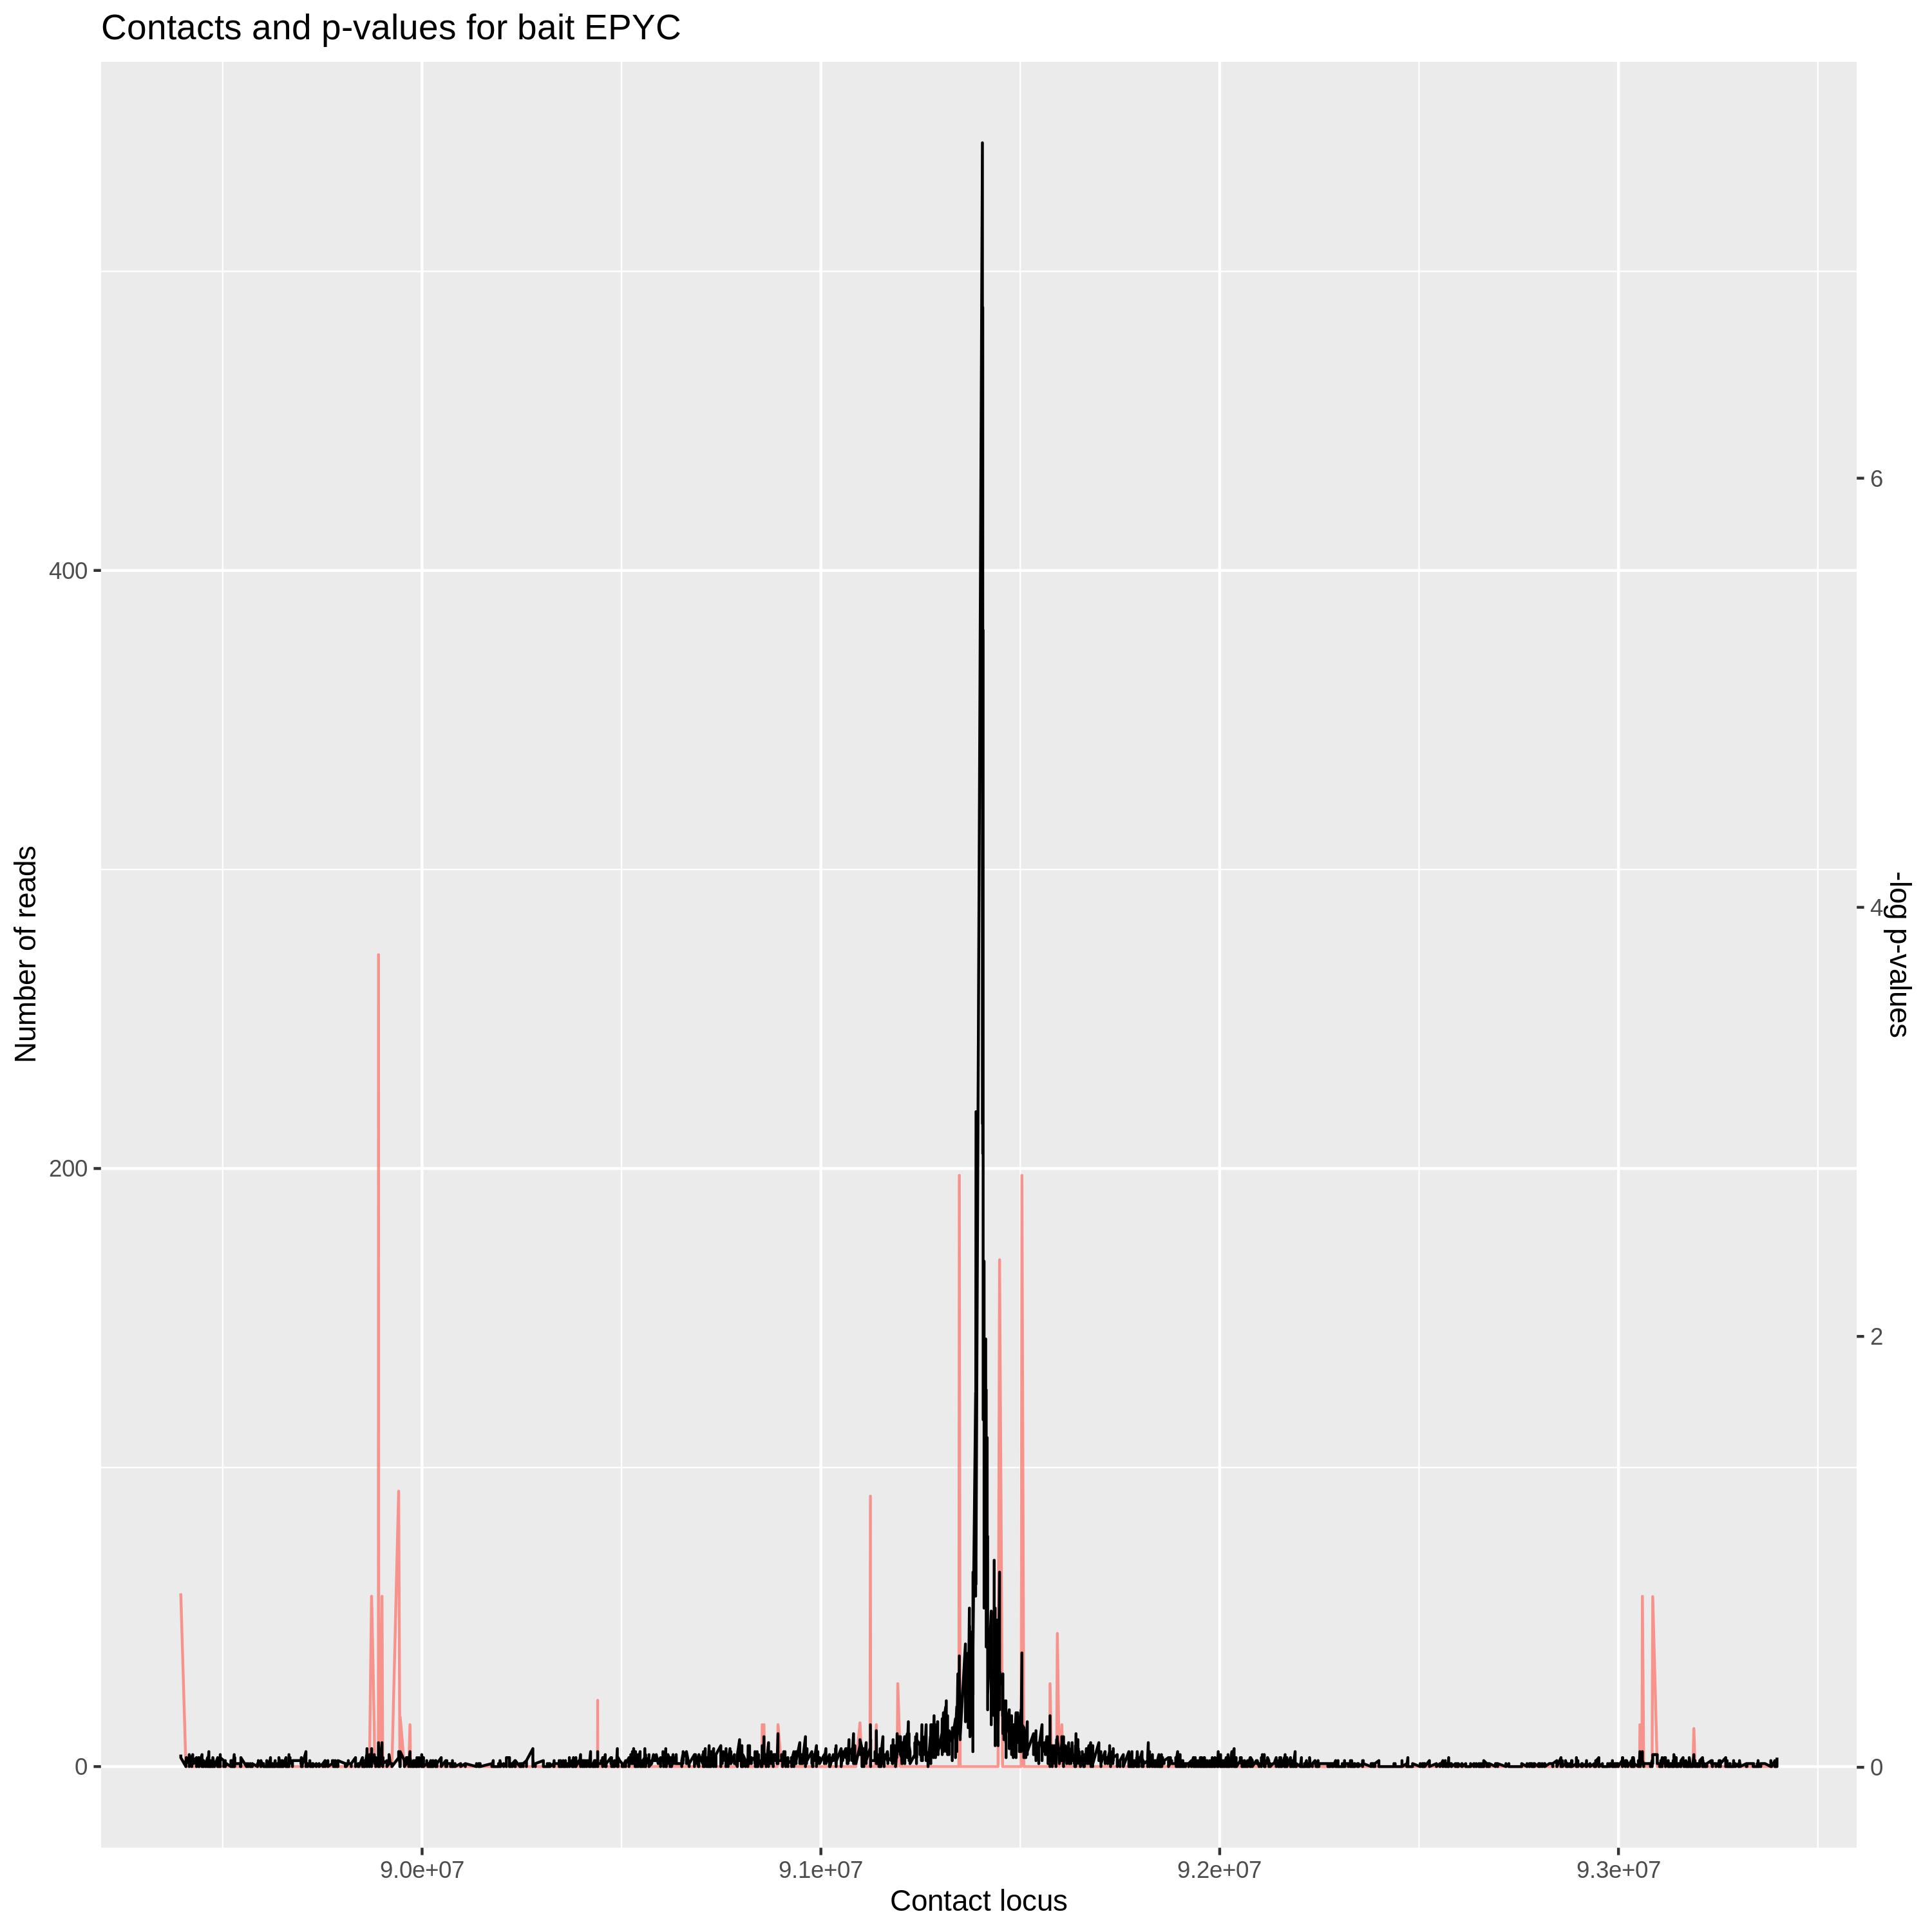 Contacts and p-values for bait EPYC
Number of reads
400
200
0
6
4
2
0
-log p-values
9.0e+07
9.1e+07
9.2e+07
9.3e+07
Contact locus